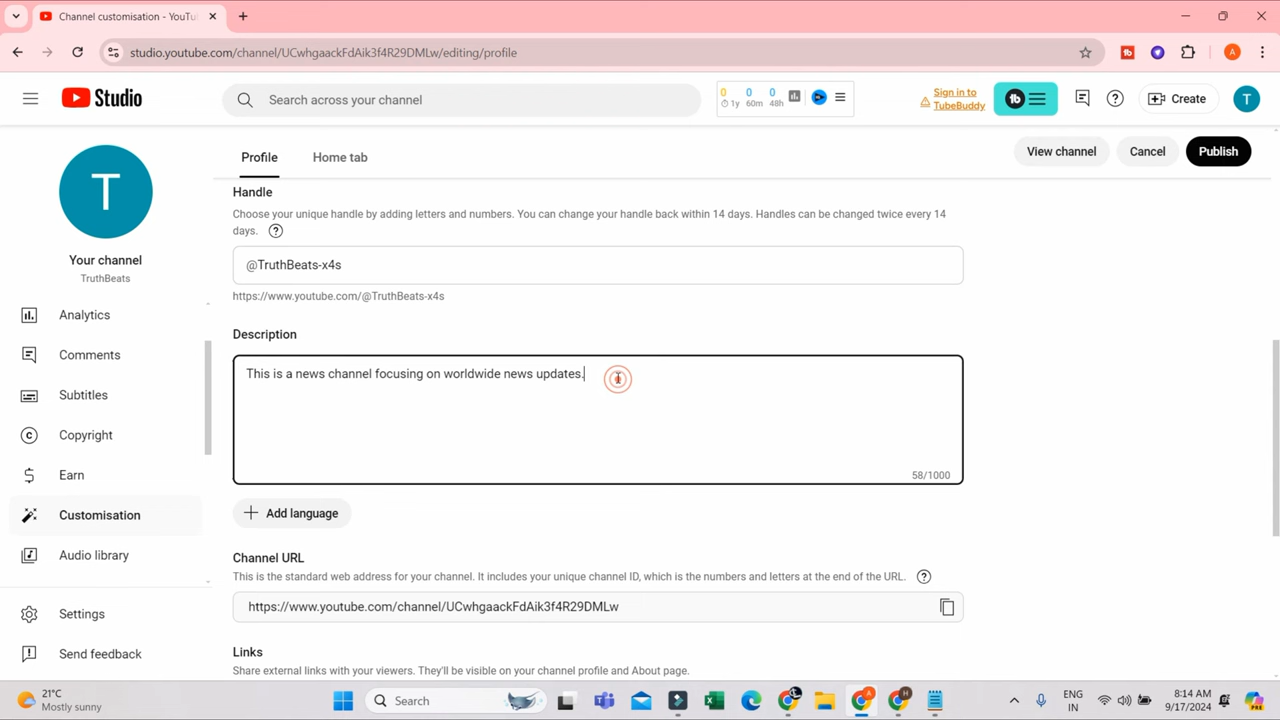 Channel customisation - YouTu
studio.youtube.com/channel/UCwhgaackFdAik3f4R29DMLw/editing/profile
A
Studio
Search across your channel
0 0 0
1y 60m 48h
Sign in to
TubeBuddy
Create
T
T
Your channel
TruthBeats
Analytics
Comments
Subtitles
Copyright
Earn
Customisation
Audio library
Settings
Send feedback
Profile
Home tab
View channel
Cancel
Publish
Handle
Choose your unique handle by adding letters and numbers. You can change your handle back within 14 days. Handles can be changed twice every 14
days.
@TruthBeats-x4s
https://www.youtube.com/@TruthBeats-x4s
Description
This is a news channel focusing on worldwide news updates.
58/1000
Add language
Channel URL
This is the standard web address for your channel. It includes your unique channel ID, which is the numbers and letters at the end of the URL.
https://www.youtube.com/channel/UCwhgaackFdAik3f4R29DMLw
Links
Share external links with your viewers. They'll be visible on your channel profile and About page.
21°C
Mostly sunny
Search
ENG
IN
8:14 AM
9/17/2024